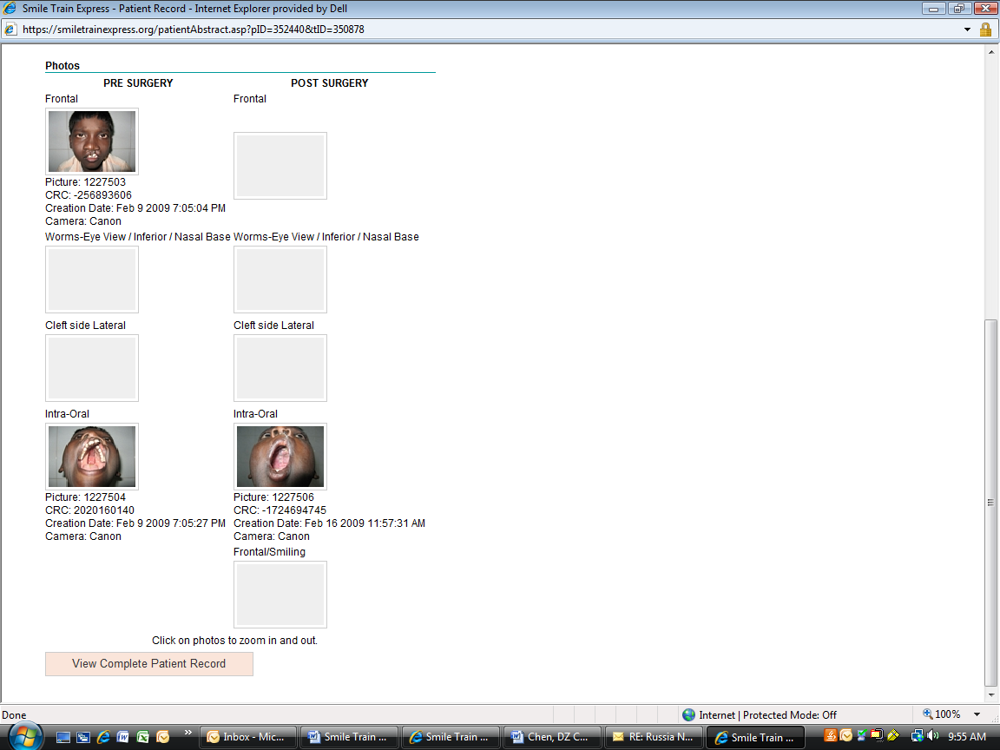 Smile Train Express - Patient Record - Internet Explorer provided by Dell
https://smiletrainexpress.org/patientAbstract.asp?pID=352440&tID=350878
Photos
PRE SURGERY POST SURGERY
Frontal Frontal
Picture: 1227503
CRC: -256893606
Creation Date: Feb 9 2009 7:05:04 PM
Camera: Canon
Worms-Eye View / Inferior / Nasal Base Worms-Eye View / Inferior / Nasal Base
Cleft side Lateral Cleft side Lateral
Intra-Oral Intra-Oral
Picture: 1227504 Picture: 1227506
CRC: 2020160140 CRC: -1724694745
Creation Date: Feb 9 2009 7:05:27 PM Creation Date: Feb 16 2009 11:57:31 AM
Camera: Canon Camera: Canon
Frontal/Smiling
Click on photos to zoom in and out.
View Complete Patient Record
Done Internet | Protected Mode: Off 100%
Inbox - Mic... Smile Train ... Smile Train ... Chen, DZ C... RE: Russia N... Smile Train ... 9:55 AM